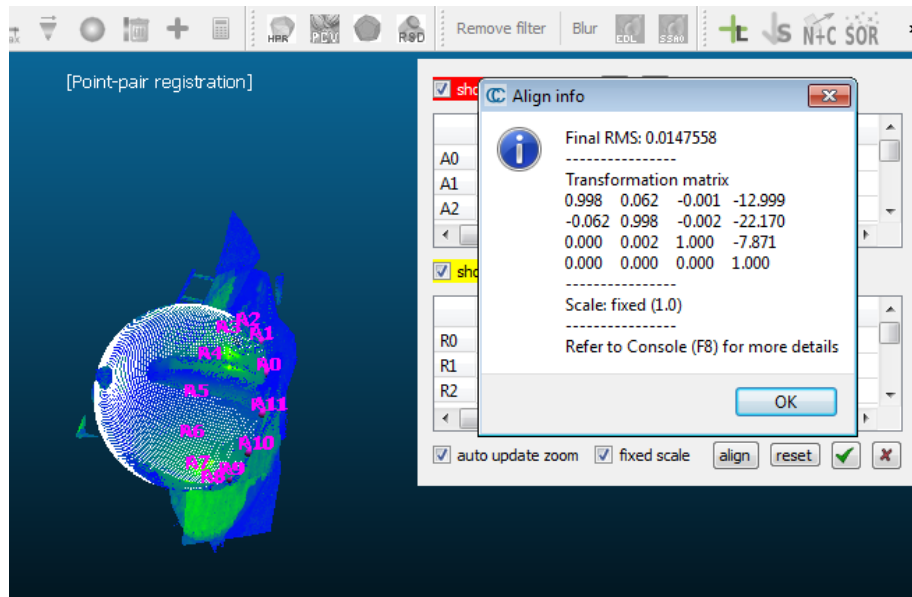 ax
HPR
PCV
RSD
Remove filter
Blur
EDL
SSAO
L
S
N+C
SOR
[Point-pair registration]
sho
Align info
Final RMS: 0.0147558
----------------
Transformation matrix
0.998 0.062 -0.001 -12.999
-0.062 0.998 -0.002 -22.170
0.000 0.002 1.000 -7.871
0.000 0.000 0.000 1.000
----------------
Scale: fixed (1.0)
----------------
Refer to Console (F8) for more details
OK
A0
A1
A2
sho
R0
R1
R2
auto update zoom
fixed scale
align
reset
A2
A1
A4
A0
A5
A11
A6
A10
A7